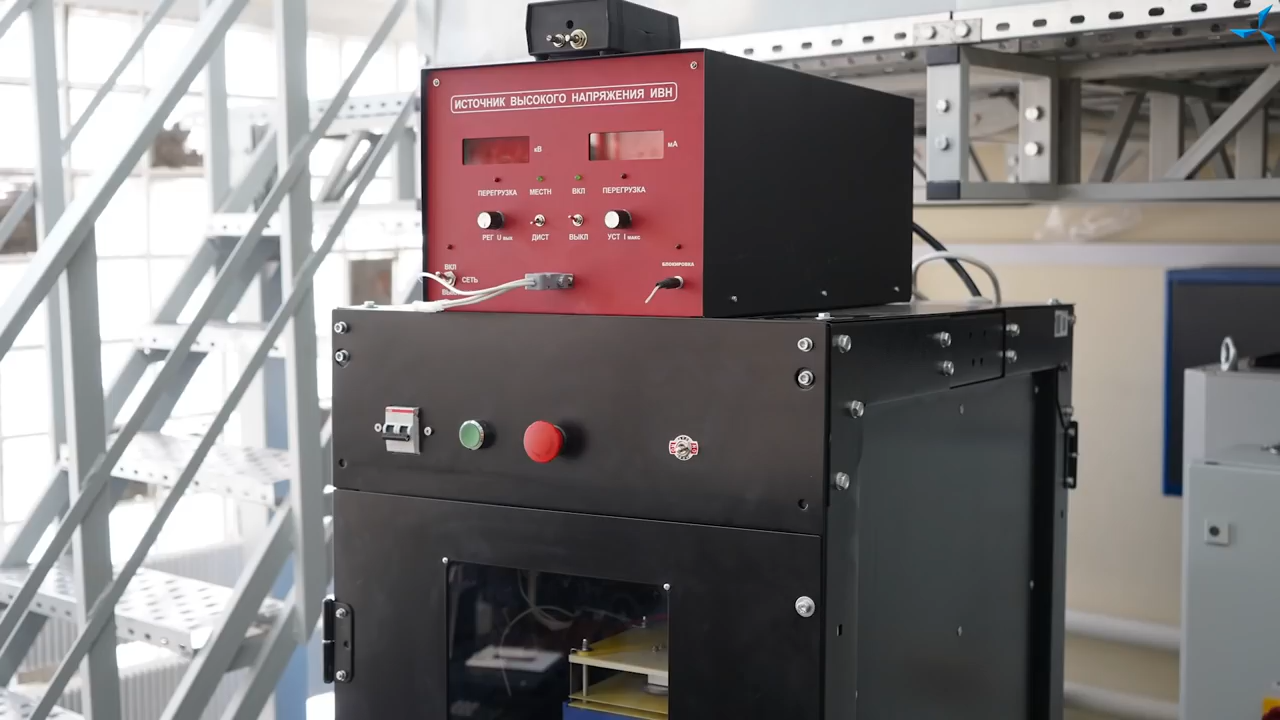 ИСТОЧНИК ВЫСОКОГО НАПРЯЖЕНИЯ ИВН
кВ
мА
ПЕРЕГРУЗКА МЕСТН ВКЛ ПЕРЕГРУЗКА
РЕГ U вых ДИСТ ВЫКЛ УСТ I макс
БЛОКИРОВКА
ВКЛ
СЕТЬ